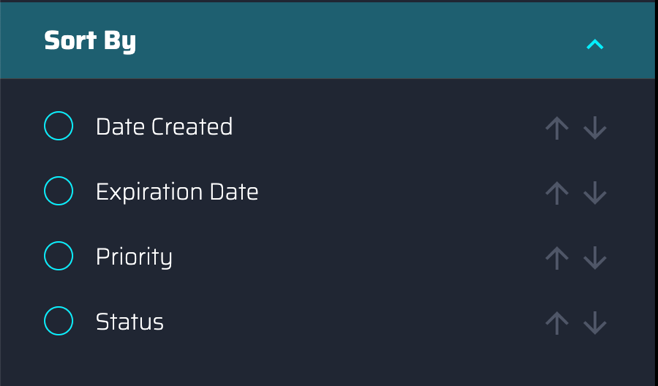 Sort By
Date Created
Expiration Date
Priority
Status